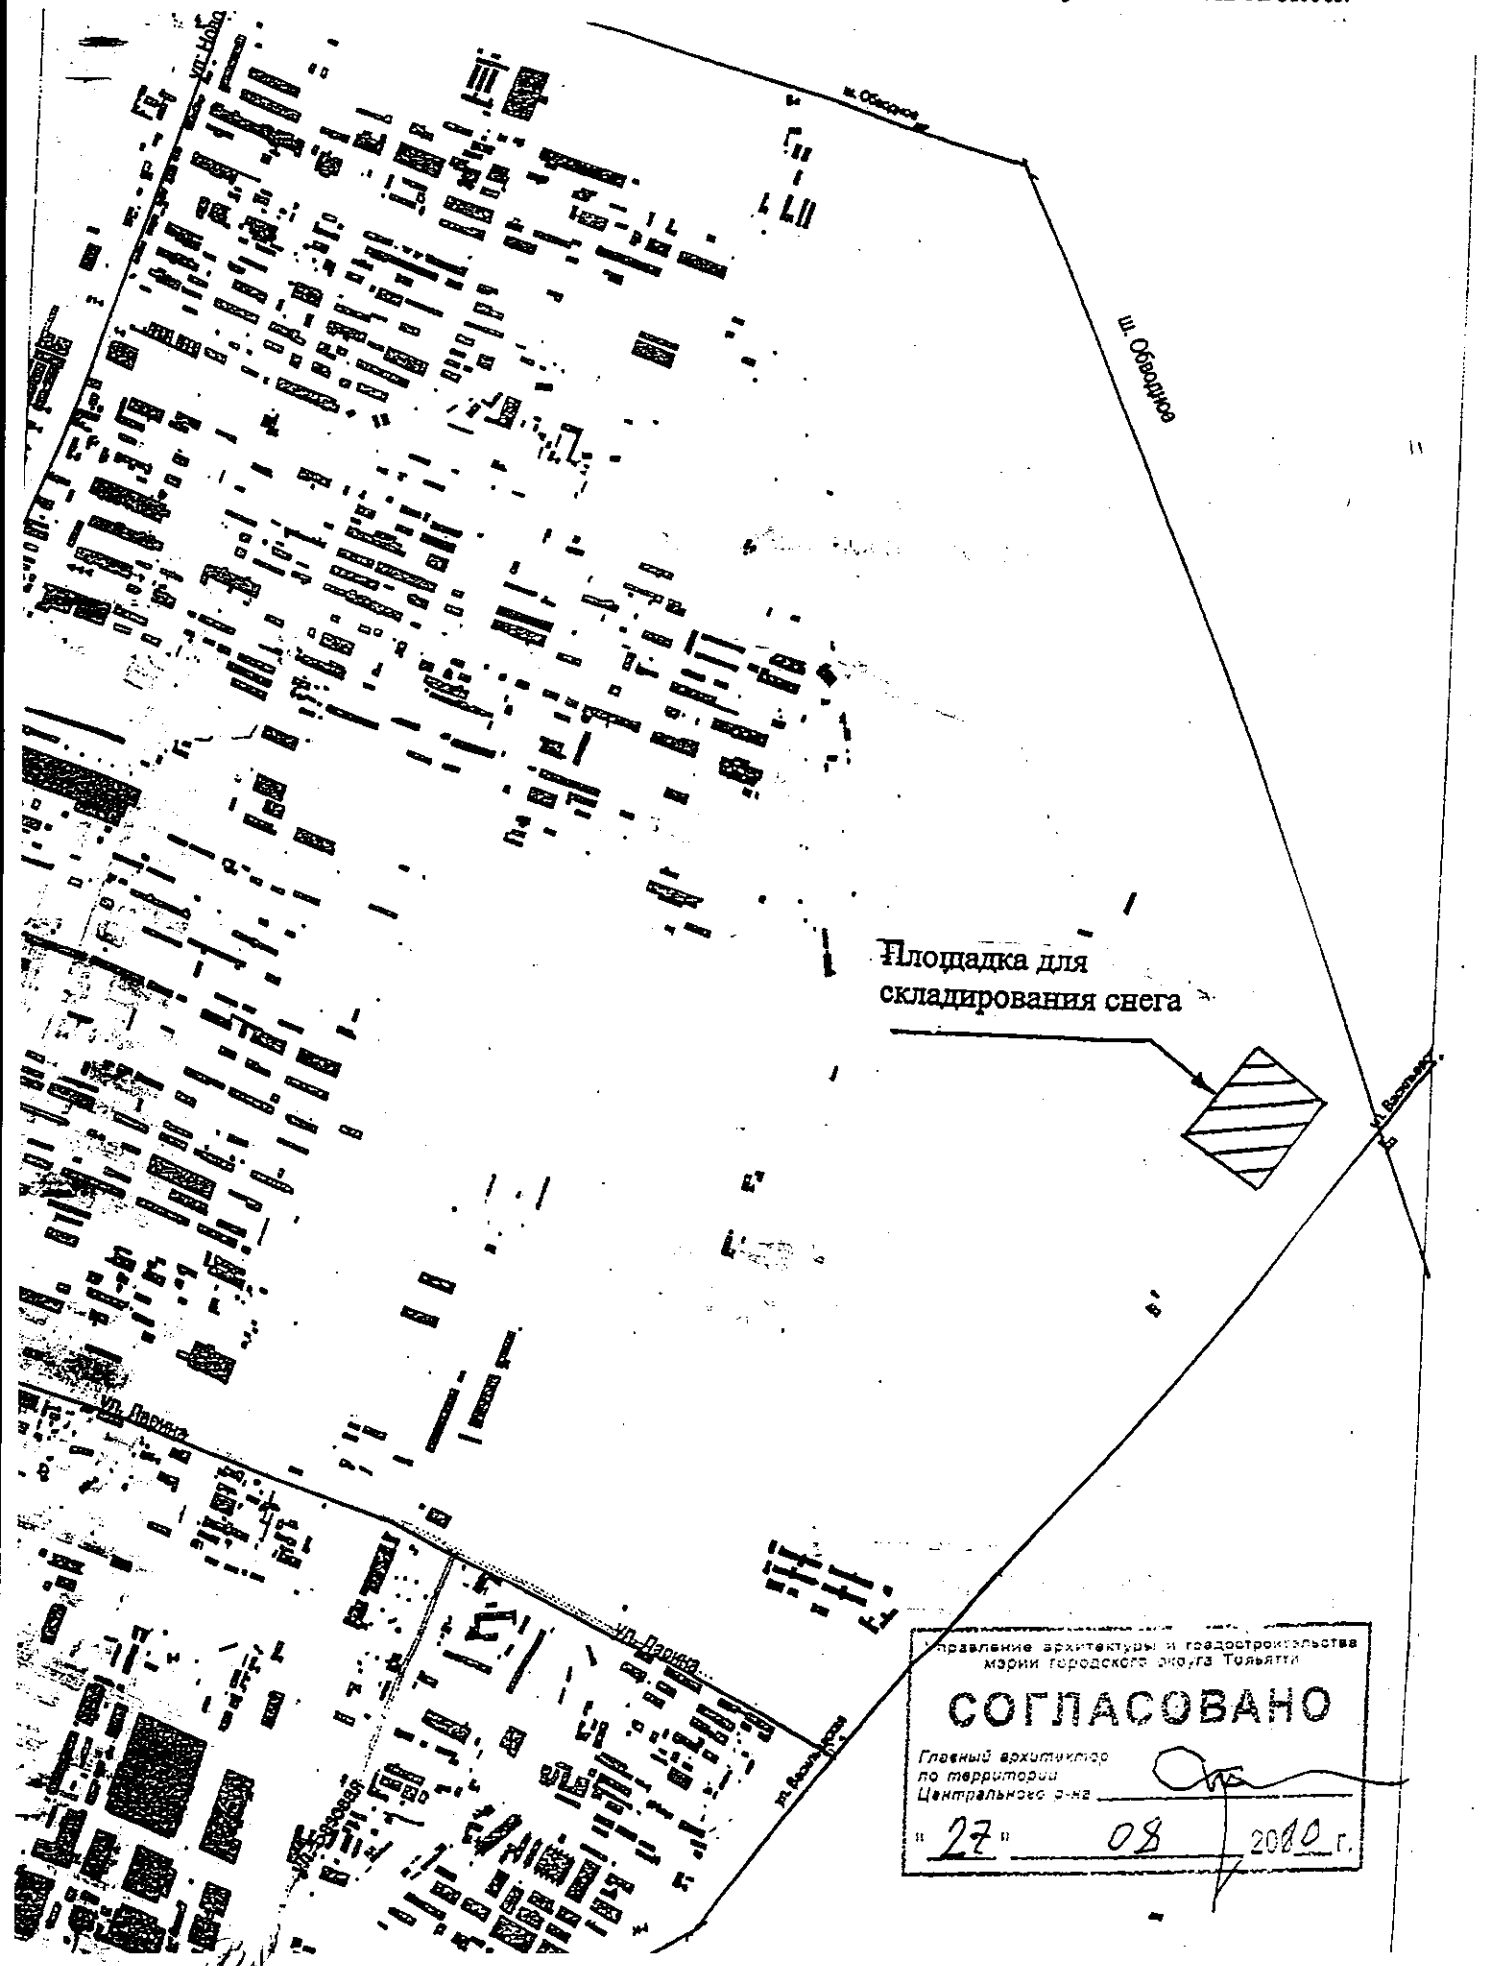 ш. Обводное
ш. Обводное
Площадка для
складирования снега
ул. Ларина
ул. Ларина
Управление архитектуры и градостроительства
мэрии городского округа Тольятти
СОГЛАСОВАНО
Главный архитектор
по территории
Центрального р-на
" 27 " 08 2010 г.